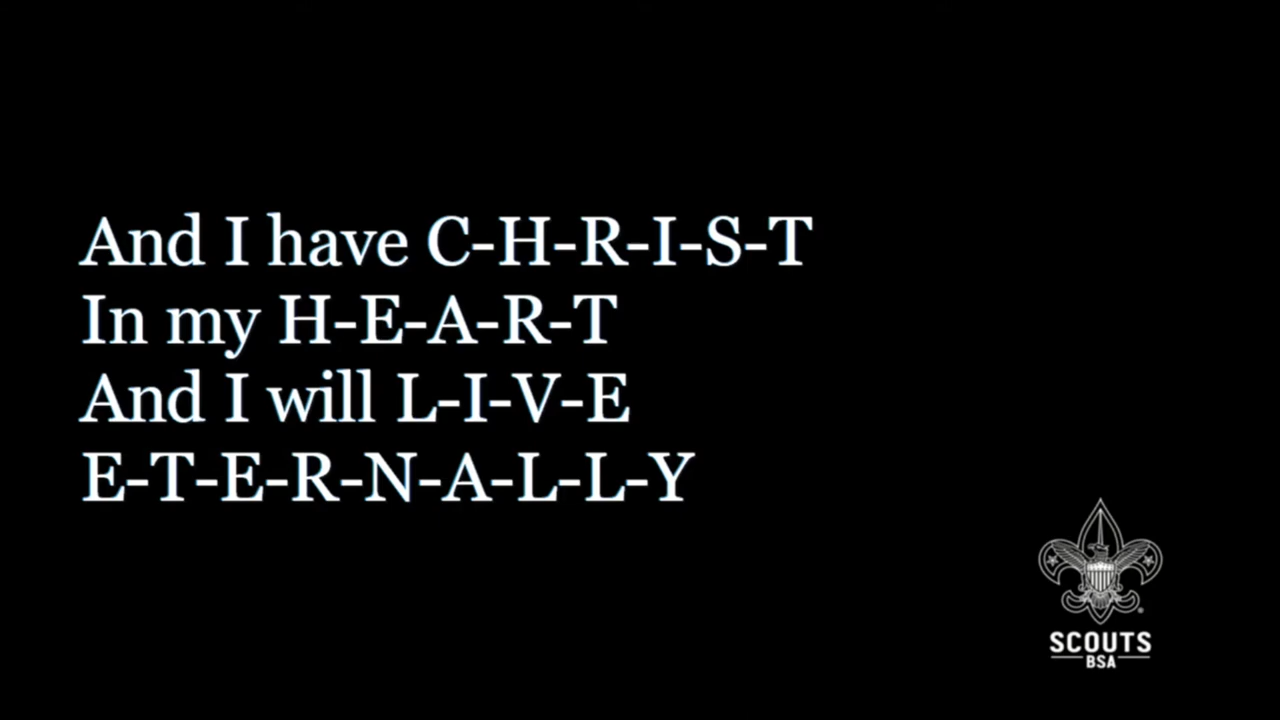 And I have C-H-R-I-S-T
In my H-E-A-R-T
And I will L-I-V-E
E-T-E-R-N-A-L-L-Y
SCOUTS
BSA